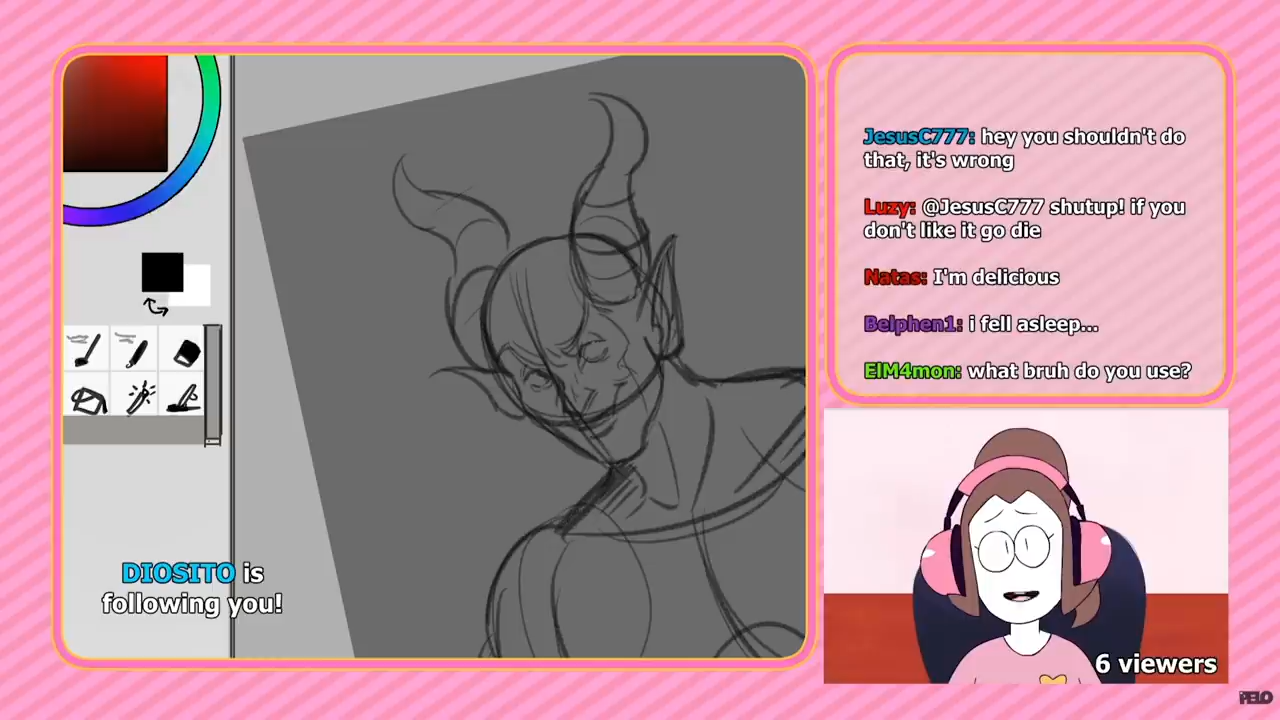 JesusC777: hey you shouldn't do
that, it's wrong
Luzy: @JesusC777 shutup! if you
don't like it go die
Natas: I'm delicious
Belphen1: i fell asleep...
ElM4mon: what bruh do you use?
DIOSITO is
following you!
6 viewers
PELO